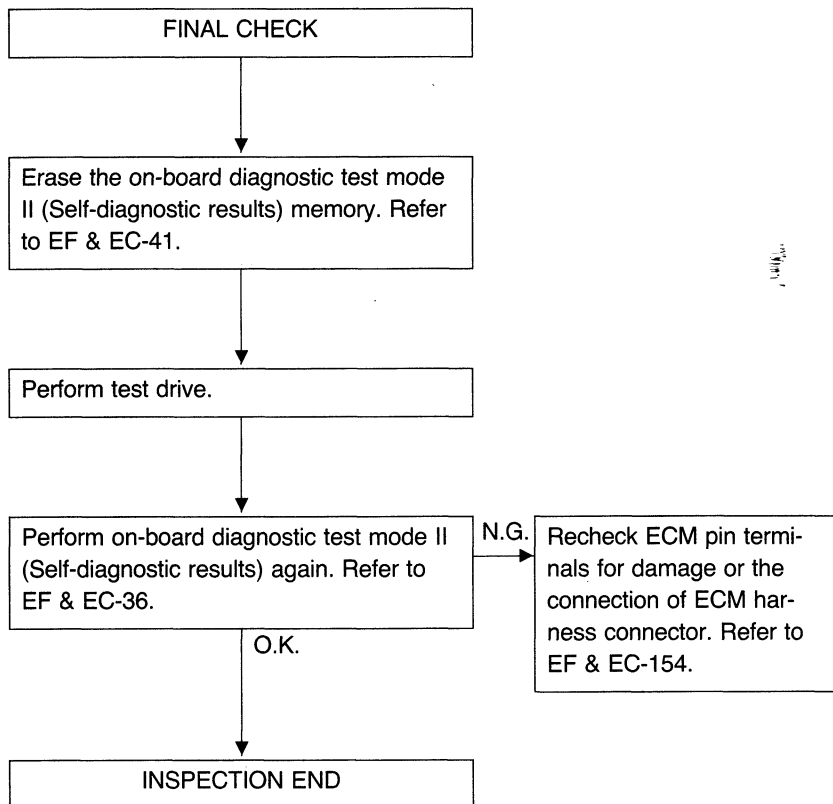 FINAL CHECK
Erase the on-board diagnostic test mode
II (Self-diagnostic results) memory. Refer
to EF & EC-41.
Perform test drive.
Perform on-board diagnostic test mode II
(Self-diagnostic results) again. Refer to
EF & EC-36.
N.G.
Recheck ECM pin termi-
nals for damage or the
connection of ECM har-
ness connector. Refer to
EF & EC-154.
O.K.
INSPECTION END